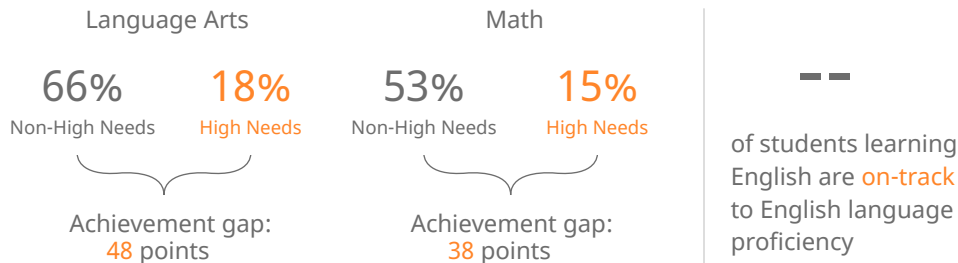 Language Arts
66% 18%
Non-High Needs High Needs
Achievement gap:
48 points
Math
53% 15%
Non-High Needs High Needs
Achievement gap:
38 points
--
of students learning
English are on-track
to English language
proficiency